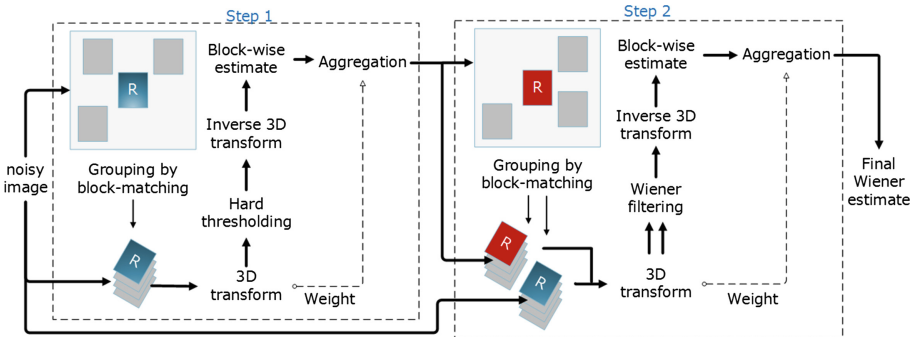 Step 1
R
Block-wise
estimate
Aggregation
Inverse 3D
transform
Grouping by
block-matching
Hard
thresholding
noisy
image
R
3D
transform
Weight
Step 2
R
Block-wise
estimate
Aggregation
Inverse 3D
transform
Grouping by
block-matching
Wiener
filtering
R
R
3D
transform
Weight
Final
Wiener
estimate